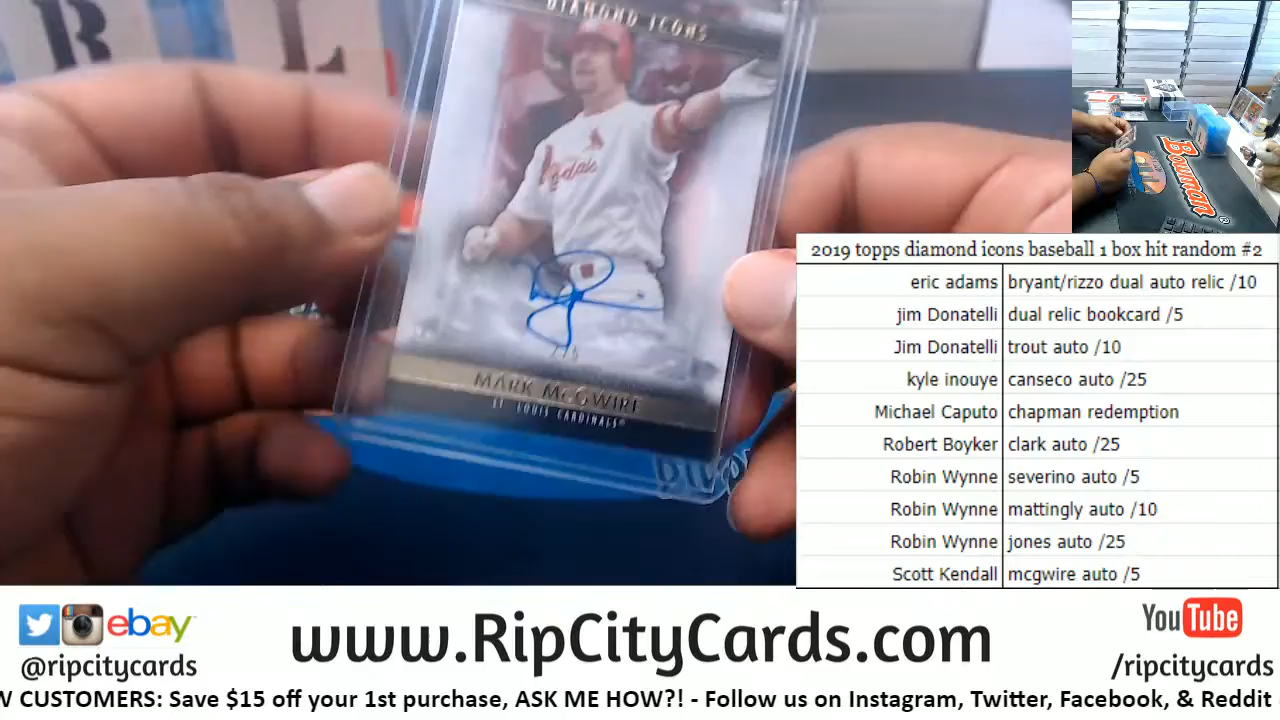 R L
DIAMOND ICONS
Cardinals
MARK McGWIRE
ST. LOUIS CARDINALS®
Bowman
2019 topps diamond icons baseball 1 box hit random #2
eric adams bryant/rizzo dual auto relic /10
jim Donatelli dual relic bookcard /5
Jim Donatelli trout auto /10
kyle inouye canseco auto /25
Michael Caputo chapman redemption
Robert Boyker clark auto /25
Robin Wynne severino auto /5
Robin Wynne mattingly auto /10
Robin Wynne jones auto /25
Scott Kendall mcgwire auto /5
ebay
@ripcitycards
www.RipCityCards.com
YouTube
/ripcitycards
W CUSTOMERS: Save $15 off your 1st purchase, ASK ME HOW?! - Follow us on Instagram, Twitter, Facebook, & Reddit